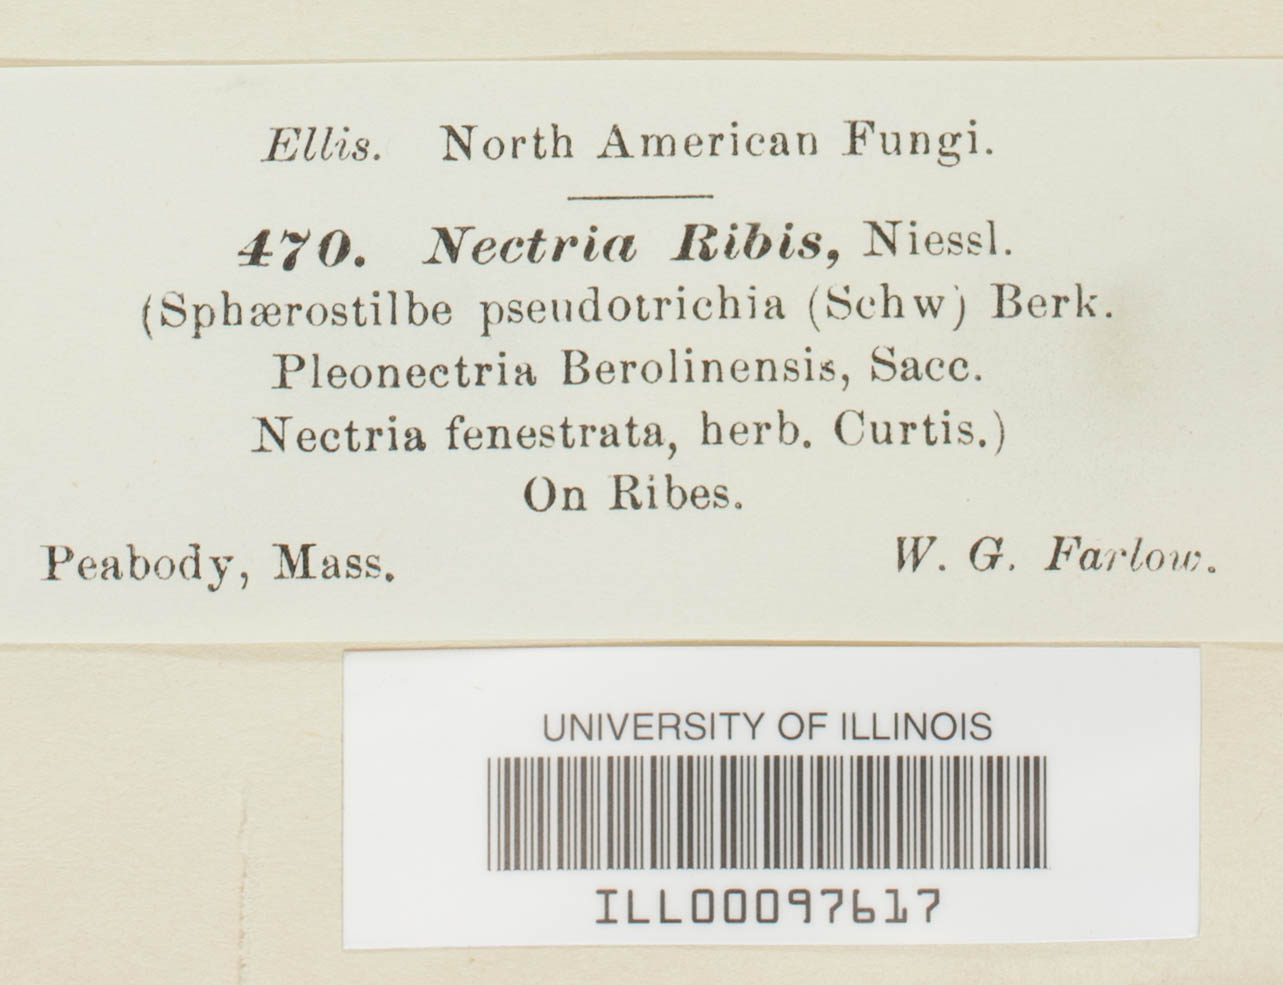 Ellis. North American Fungi.
470. Nectria Ribis, Niessl.
(Sphærostilbe pseudotrichia (Schw) Berk.
Pleonectria Berolinensis, Sacc.
Nectria fenestrata, herb. Curtis.)
On Ribes.
Peabody, Mass. W. G. Farlow.
UNIVERSITY OF ILLINOIS
ILL00097617